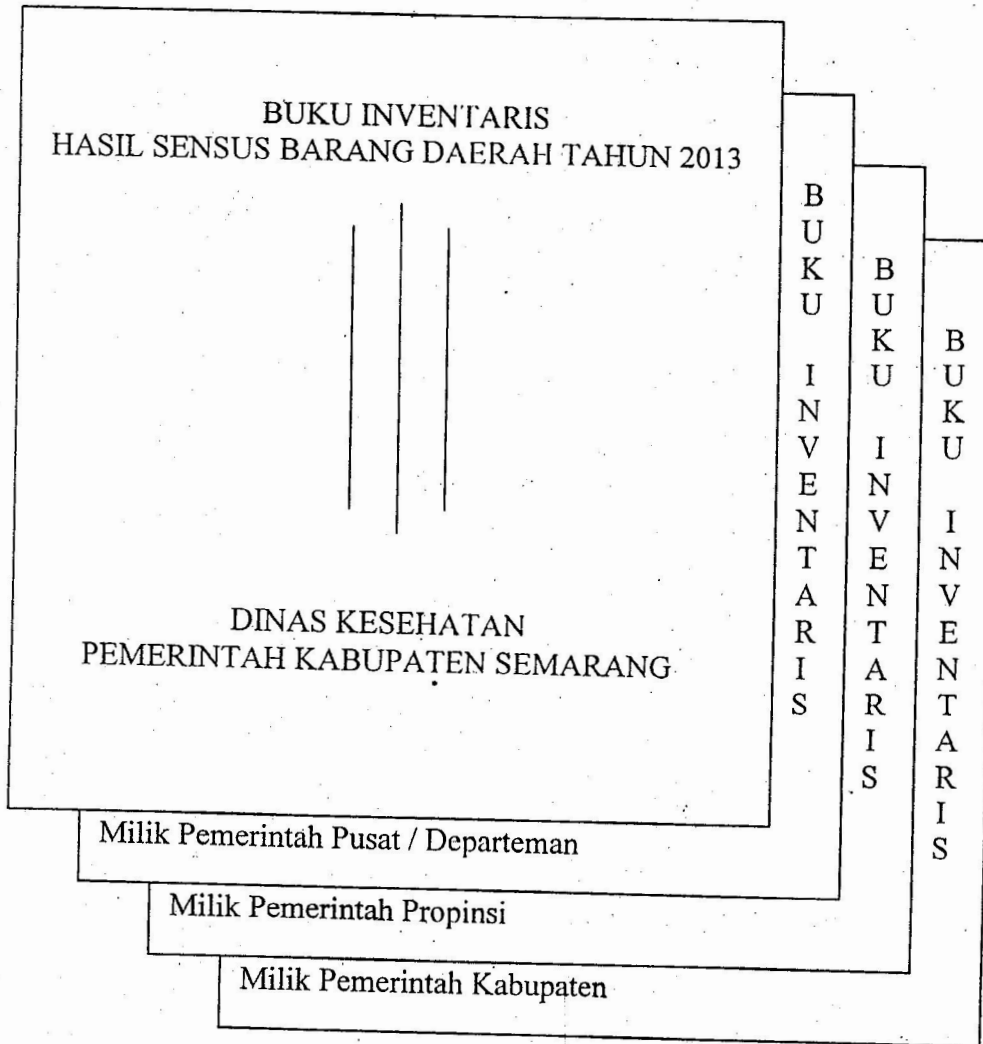 BUKU INVENTARIS
HASIL SENSUS BARANG DAERAH TAHUN 2013
DINAS KESEHATAN
PEMERINTAH KABUPATEN SEMARANG
BUKU INVENTARIS
Milik Pemerintah Pusat / Departeman
BUKU INVENTARIS
Milik Pemerintah Propinsi
BUKU INVENTARIS
Milik Pemerintah Kabupaten